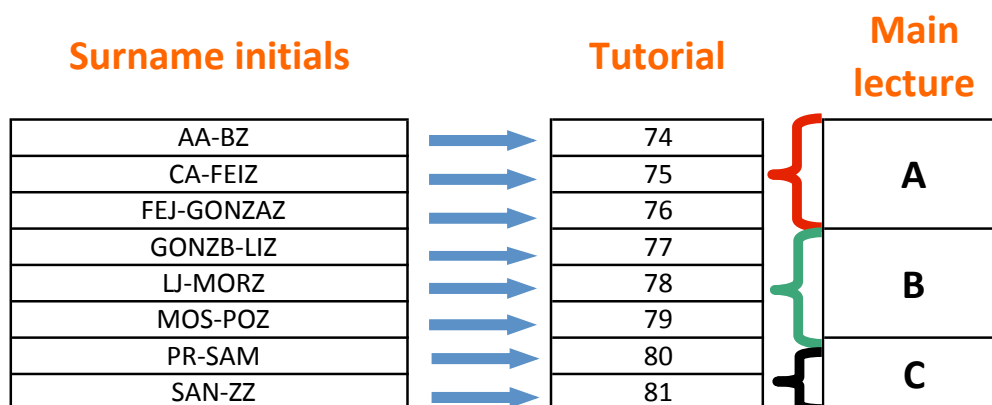 Surname initials Tutorial Main
lecture
AA-BZ 74
CA-FEIZ 75 A
FEJ-GONZAZ 76
GONZB-LIZ 77
LJ-MORZ 78 B
MOS-POZ 79
PR-SAM 80
SAN-ZZ 81 C